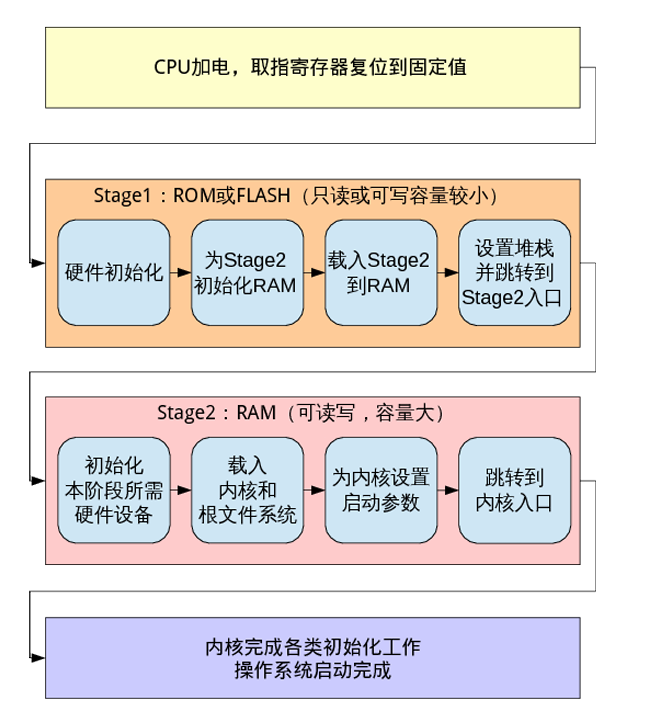 CPU加电，取指寄存器复位到固定值
Stage1：ROM或FLASH（只读或可写容量较小）
硬件初始化
为Stage2
初始化RAM
载入Stage2
到RAM
设置堆栈
并跳转到
Stage2入口
Stage2：RAM（可读写，容量大）
初始化
本阶段所需
硬件设备
载入
内核和
根文件系统
为内核设置
启动参数
跳转到
内核入口
内核完成各类初始化工作
操作系统启动完成